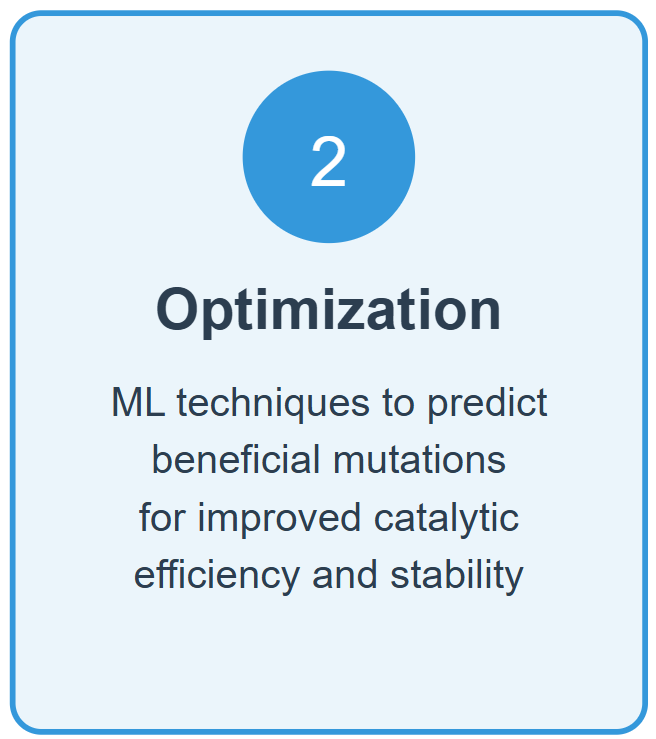 2
Optimization
ML techniques to predict
beneficial mutations
for improved catalytic
efficiency and stability